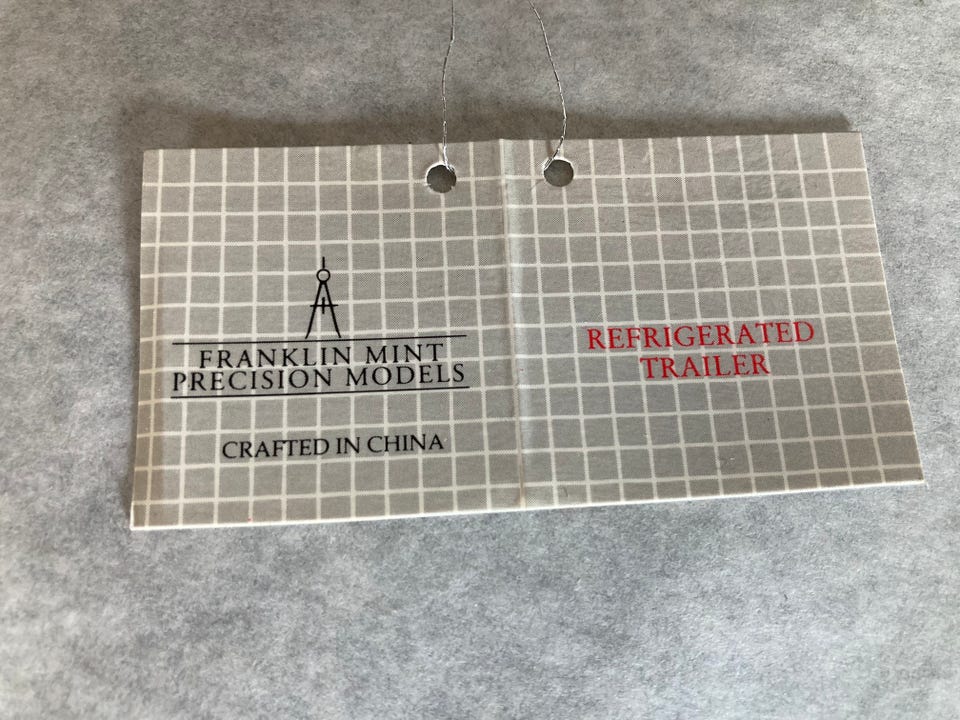 FRANKLIN MINT
PRECISION MODELS
CRAFTED IN CHINA
REFRIGERATED
TRAILER